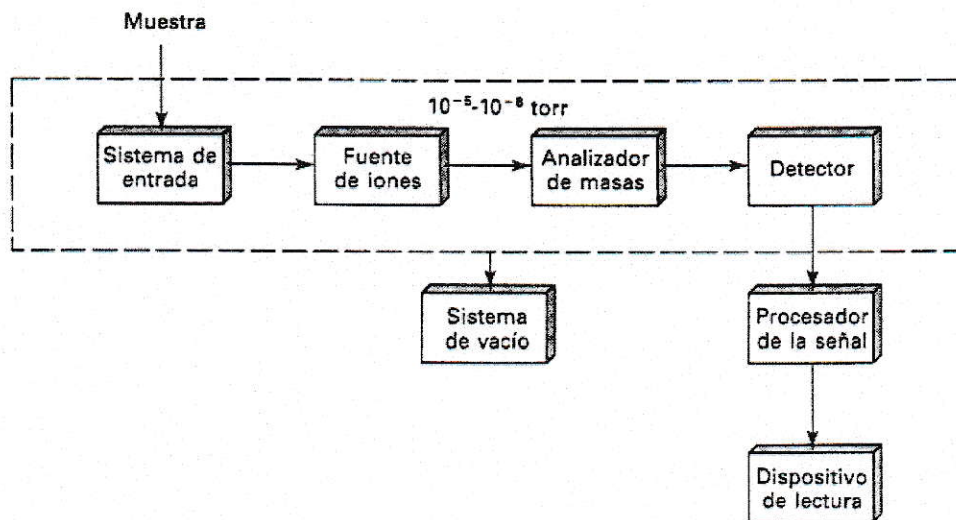 Muestra
10⁻⁵-10⁻⁸ torr
Sistema de
entrada
Fuente
de iones
Analizador
de masas
Detector
Sistema
de vacío
Procesador
de la señal
Dispositivo
de lectura